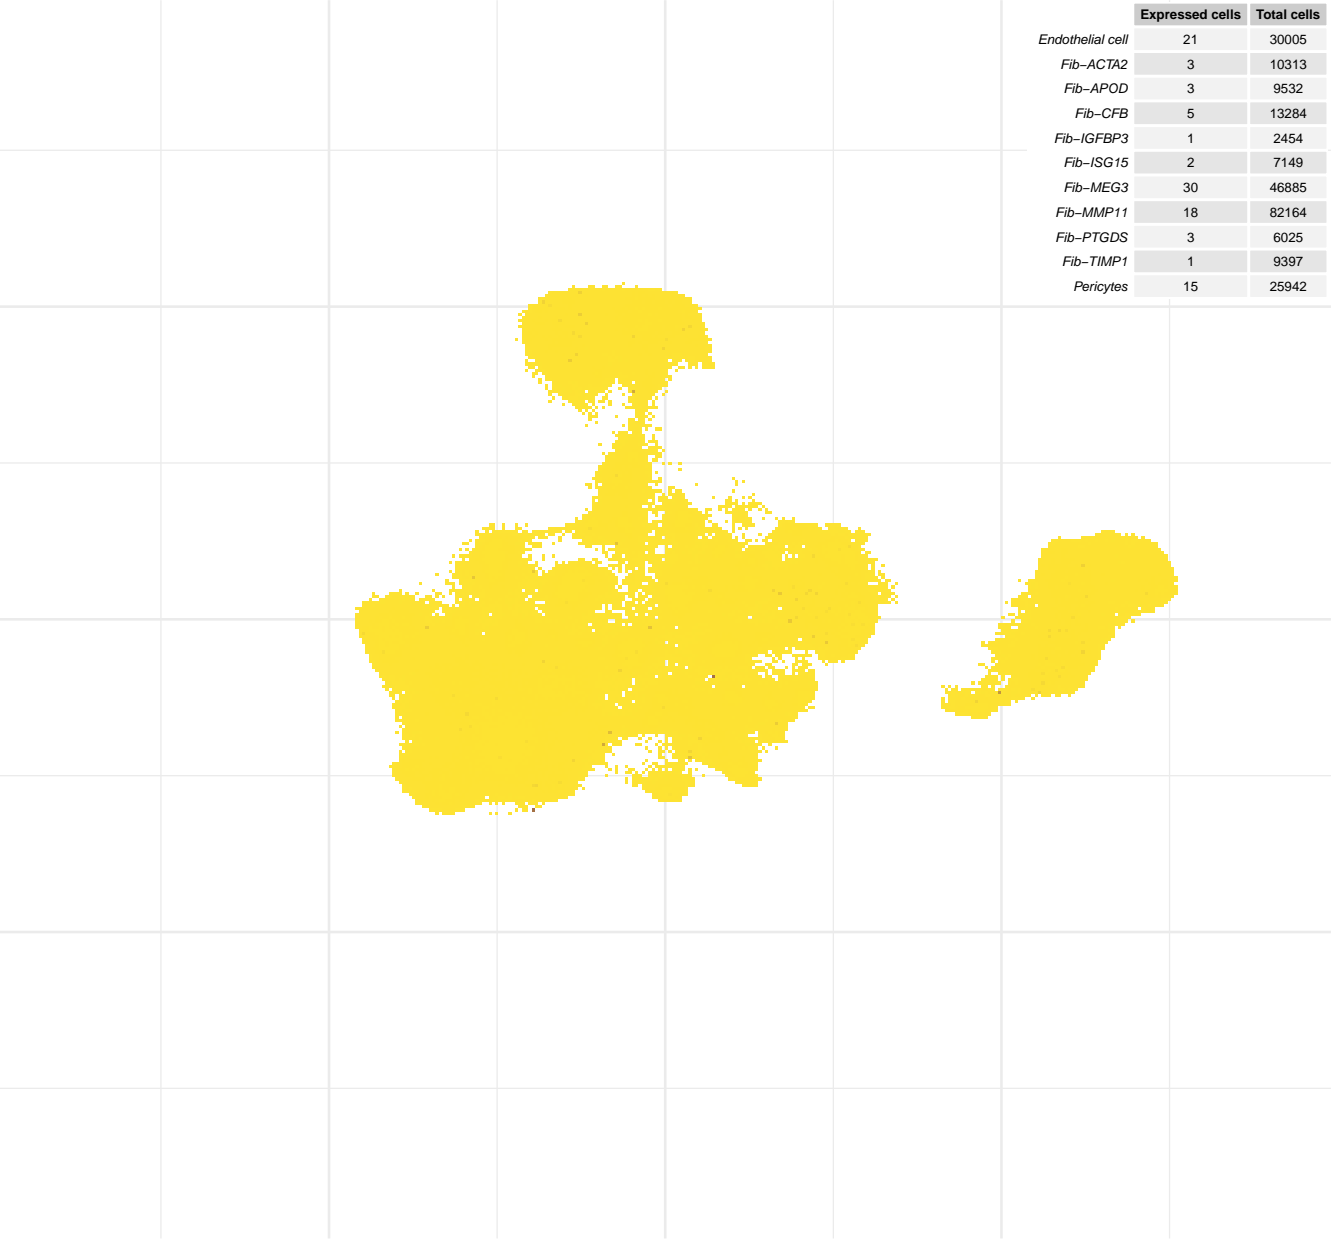 Expressed cells Total cells
Endothelial cell 21 30005
Fib−ACTA2 3 10313
Fib−APOD 3 9532
Fib−CFB 5 13284
Fib−IGFBP3 1 2454
Fib−ISG15 2 7149
Fib−MEG3 30 46885
Fib−MMP11 18 82164
Fib−PTGDS 3 6025
Fib−TIMP1 1 9397
Pericytes 15 25942